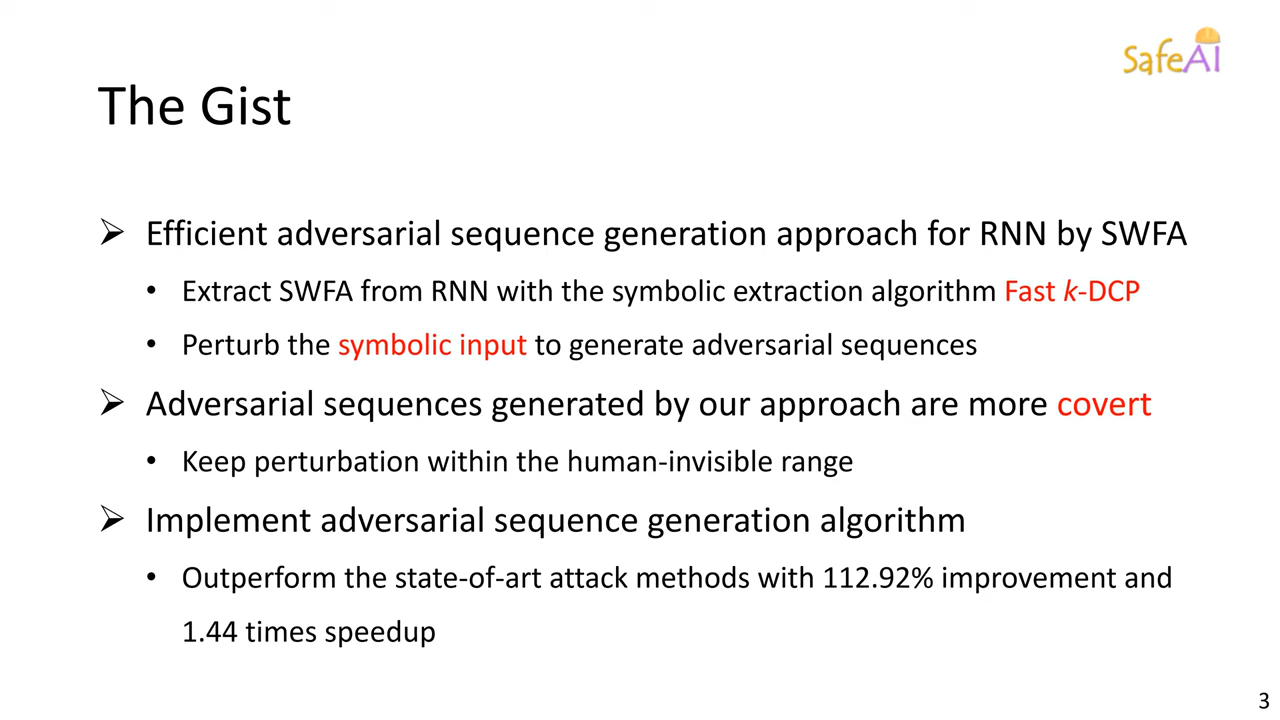 SafeAI
The Gist
➢ Efficient adversarial sequence generation approach for RNN by SWFA
• Extract SWFA from RNN with the symbolic extraction algorithm Fast k-DCP
• Perturb the symbolic input to generate adversarial sequences
➢ Adversarial sequences generated by our approach are more covert
• Keep perturbation within the human-invisible range
➢ Implement adversarial sequence generation algorithm
• Outperform the state-of-art attack methods with 112.92% improvement and
1.44 times speedup
3